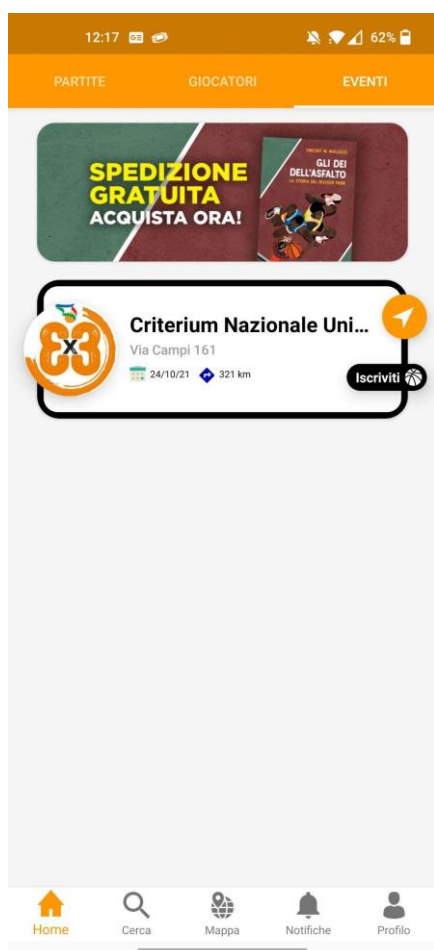 12:17 62%
PARTITE GIOCATORI EVENTI
SPEDIZIONE
GRATUITA
ACQUISTA ORA!
GLI DEI
DELL'ASFALTO
3X3
Criterium Nazionale Uni...
Via Campi 161
24/10/21 321 km
Iscriviti
Home Cerca Mappa Notifiche Profilo